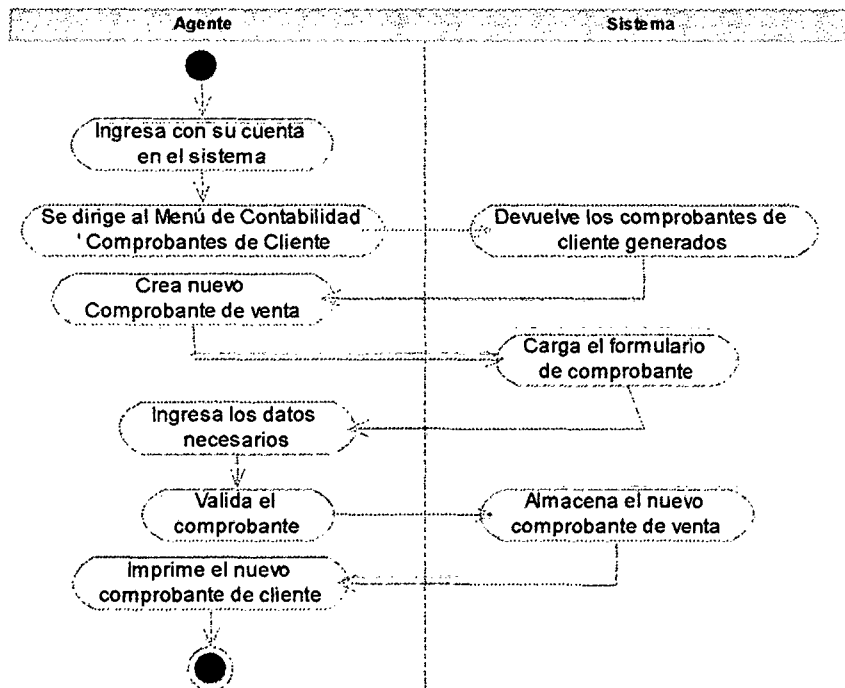 Agente
Sistema
Ingresa con su cuenta
en el sistema
Se dirige al Menú de Contabilidad
' Comprobantes de Cliente
Devuelve los comprobantes de
cliente generados
Crea nuevo
Comprobante de venta
Carga el formulario
de comprobante
Ingresa los datos
necesarios
Valida el
comprobante
Almacena el nuevo
comprobante de venta
Imprime el nuevo
comprobante de cliente